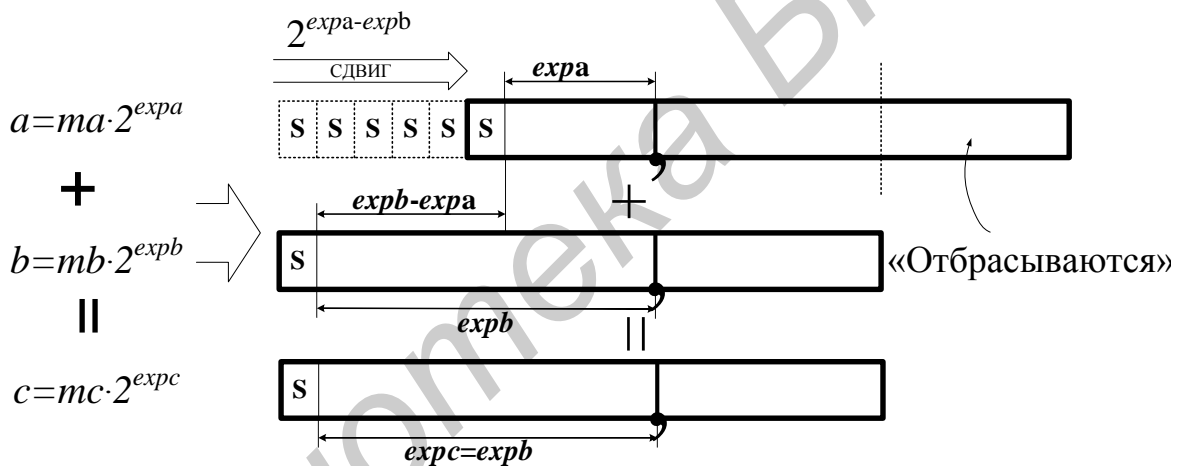 2^{expa-expb}
СДВИГ
expa
a=ma·2^{expa}
S S S S S S
,
+
+
expb-expa
b=mb·2^{expb}
S
,
«Отбрасываются»
expb
=
=
c=mc·2^{expc}
S
,
expc=expb